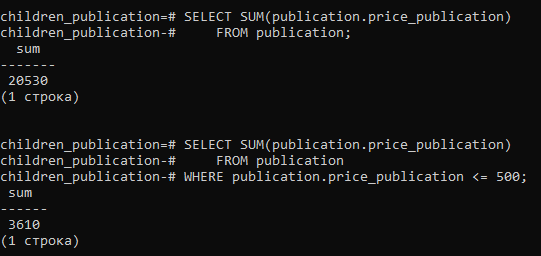 children_publication=# SELECT SUM(publication.price_publication)
children_publication-#     FROM publication;
  sum
-------
 20530
(1 строка)
children_publication=# SELECT SUM(publication.price_publication)
children_publication-#     FROM publication
children_publication-# WHERE publication.price_publication <= 500;
 sum
------
 3610
(1 строка)